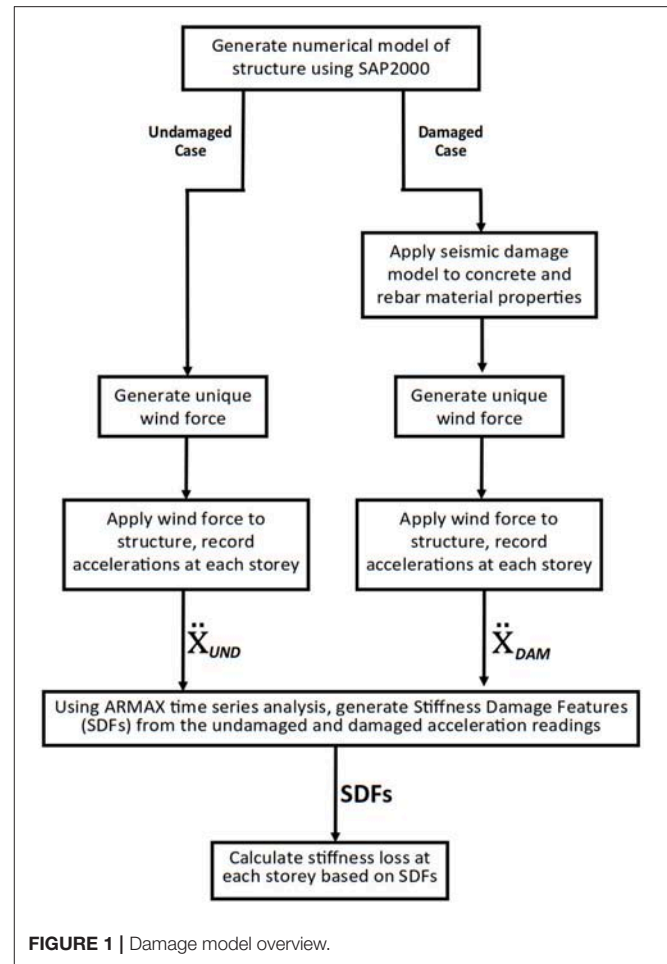 Generate numerical model of
structure using SAP2000
Undamaged
Case
Damaged
Case
Apply seismic damage
model to concrete and
rebar material properties
Generate unique
wind force
Generate unique
wind force
Apply wind force to
structure, record
accelerations at each storey
Apply wind force to
structure, record
accelerations at each storey
Ẍ_UND
Ẍ_DAM
Using ARMAX time series analysis, generate Stiffness Damage Features
(SDFs) from the undamaged and damaged acceleration readings
SDFs
Calculate stiffness loss at
each storey based on SDFs
FIGURE 1 | Damage model overview.